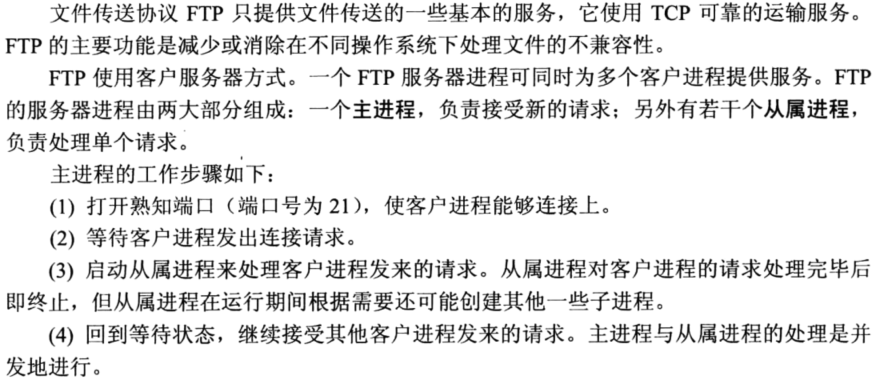 文件传送协议 FTP 只提供文件传送的一些基本的服务，它使用 TCP 可靠的运输服务。
FTP 的主要功能是减少或消除在不同操作系统下处理文件的不兼容性。
FTP 使用客户服务器方式。一个 FTP 服务器进程可同时为多个客户进程提供服务。FTP
的服务器进程由两大部分组成：一个主进程，负责接受新的请求；另外有若干个从属进程，
负责处理单个请求。
主进程的工作步骤如下：
(1) 打开熟知端口（端口号为 21），使客户进程能够连接上。
(2) 等待客户进程发出连接请求。
(3) 启动从属进程来处理客户进程发来的请求。从属进程对客户进程的请求处理完毕后
即终止，但从属进程在运行期间根据需要还可能创建其他一些子进程。
(4) 回到等待状态，继续接受其他客户进程发来的请求。主进程与从属进程的处理是并
发地进行。